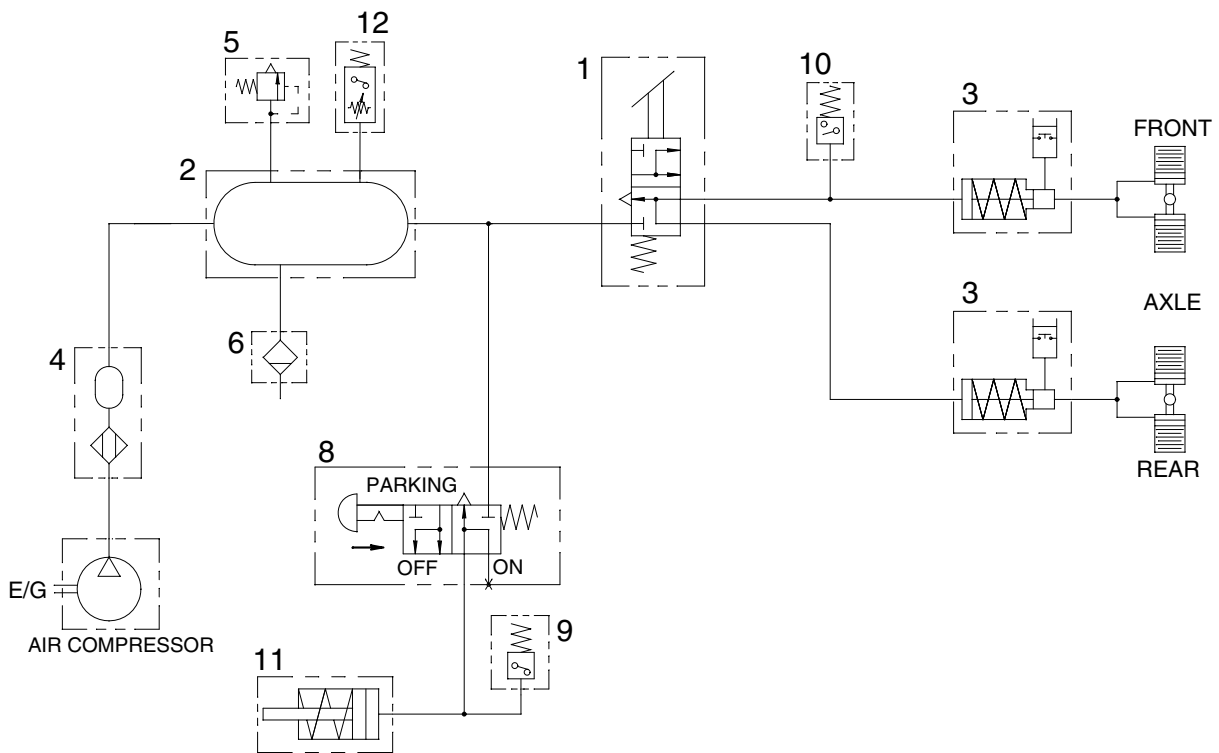 5
12
1
10
3
FRONT
2
3
AXLE
4
6
REAR
8
PARKING
OFF
ON
E/G
AIR COMPRESSOR
9
11